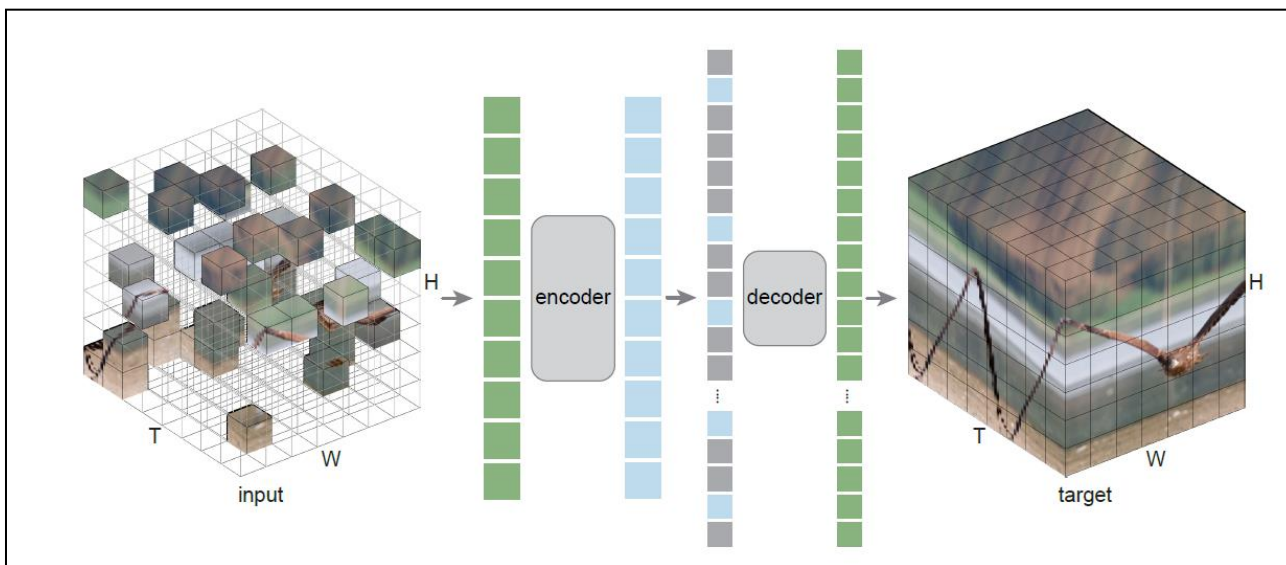 H
encoder
decoder
H
T
W
input
T
W
target